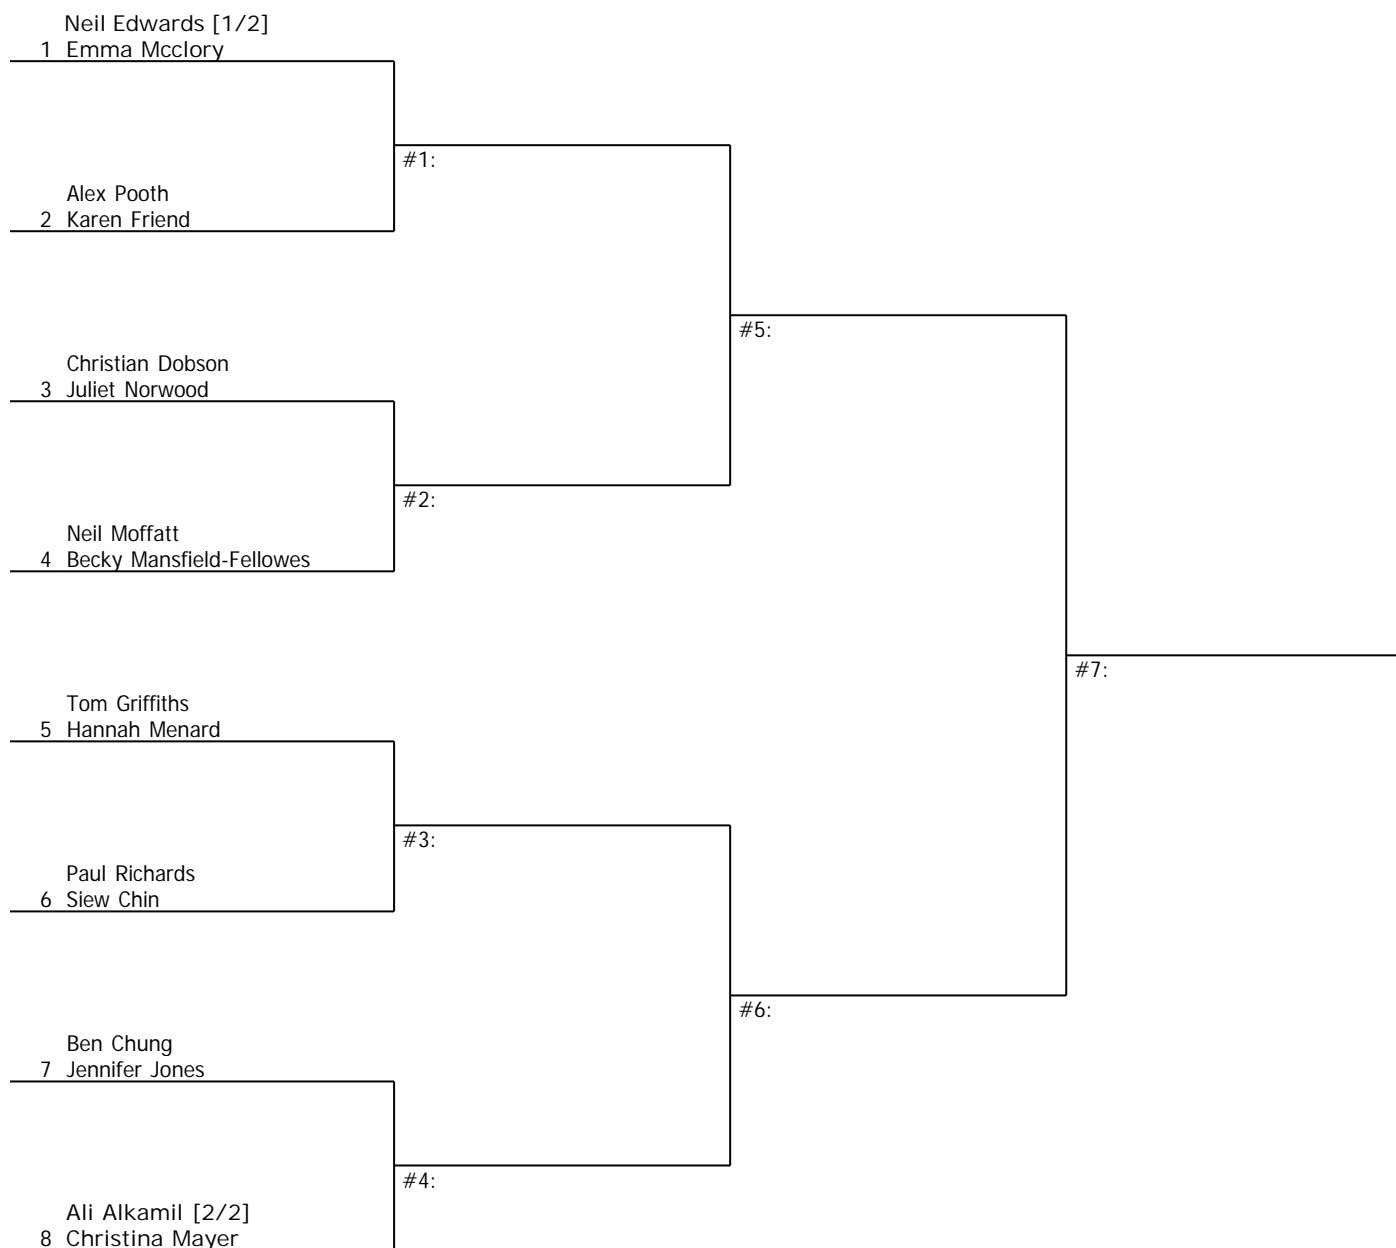 Neil Edwards [1/2]
1 Emma Mcclory
#1:
Alex Pooth
2 Karen Friend
#5:
Christian Dobson
3 Juliet Norwood
#2:
Neil Moffatt
4 Becky Mansfield-Fellowes
#7:
Tom Griffiths
5 Hannah Menard
#3:
Paul Richards
6 Siew Chin
#6:
Ben Chung
7 Jennifer Jones
#4:
Ali Alkamil [2/2]
8 Christina Mayer